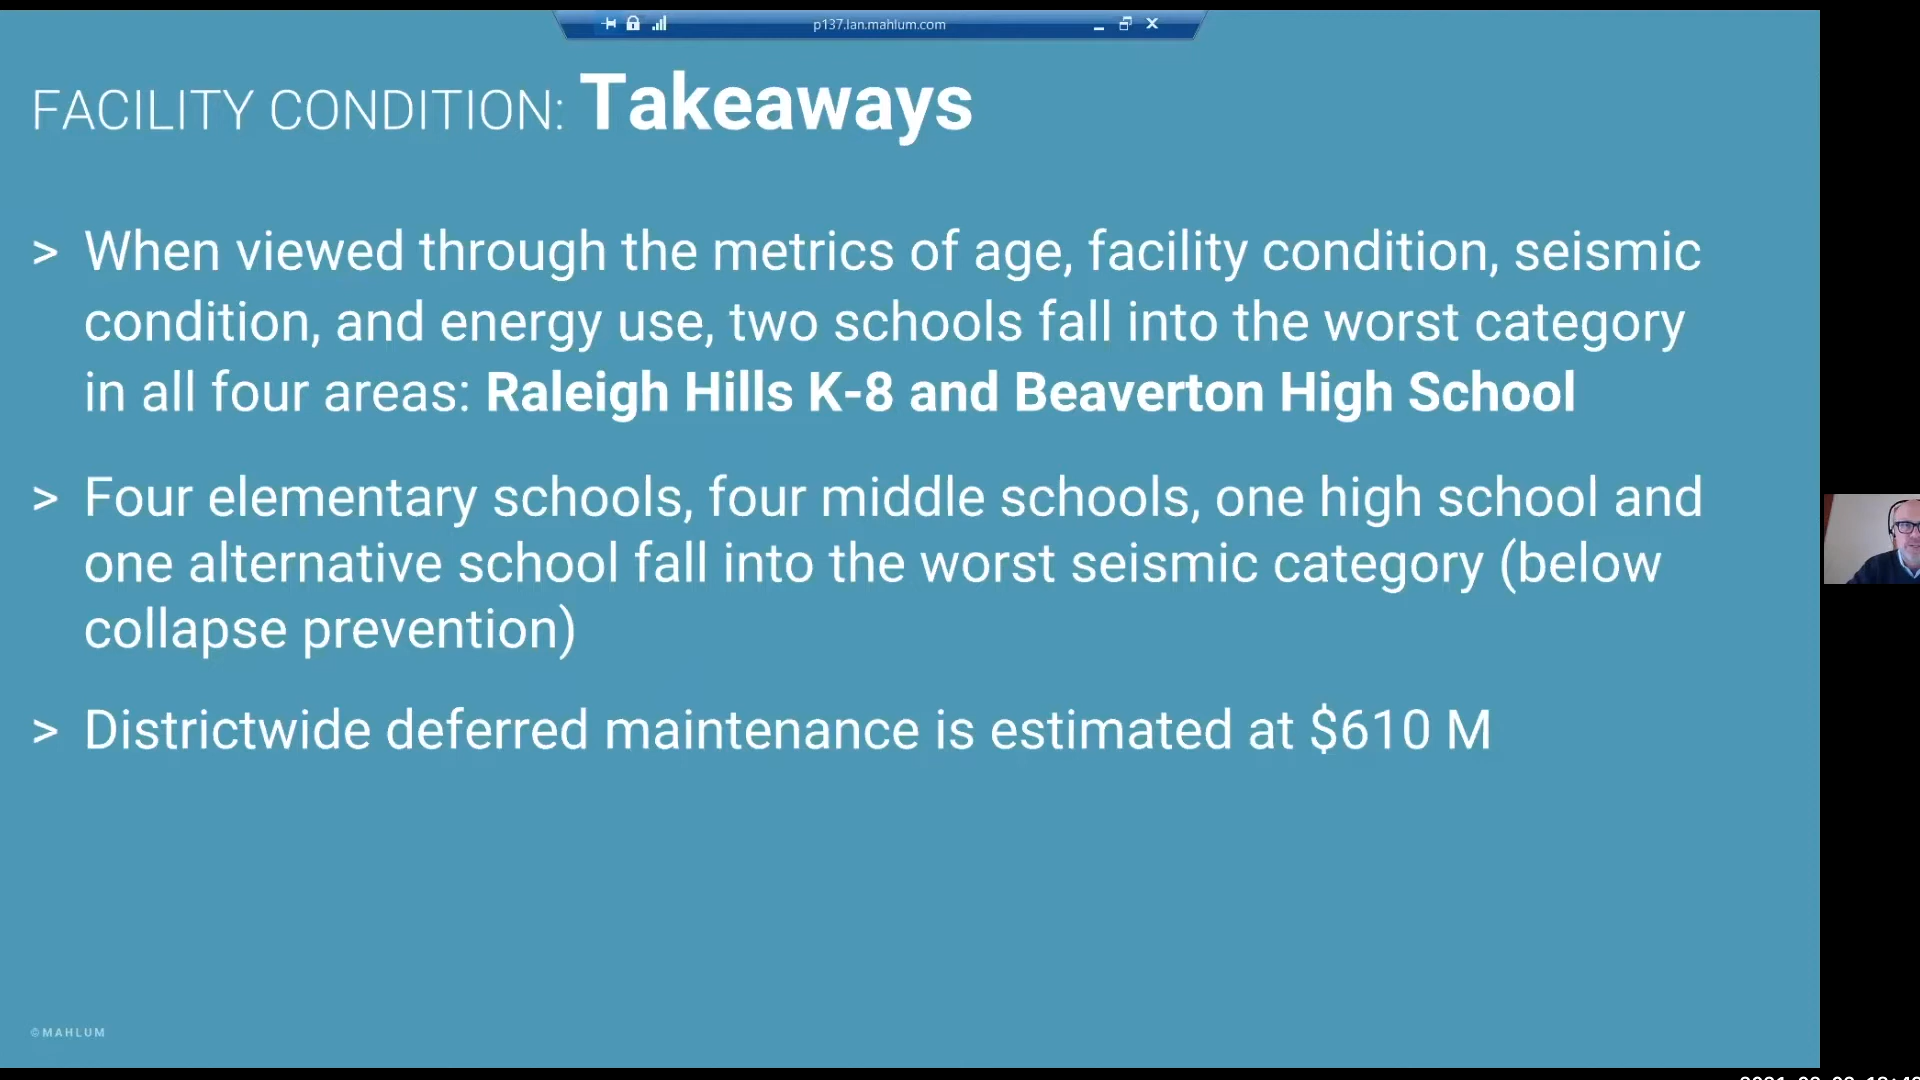 p137.lan.mahlum.com
FACILITY CONDITION: Takeaways
> When viewed through the metrics of age, facility condition, seismic
condition, and energy use, two schools fall into the worst category
in all four areas: Raleigh Hills K-8 and Beaverton High School
> Four elementary schools, four middle schools, one high school and
one alternative school fall into the worst seismic category (below
collapse prevention)
> Districtwide deferred maintenance is estimated at $610 M
©MAHLUM